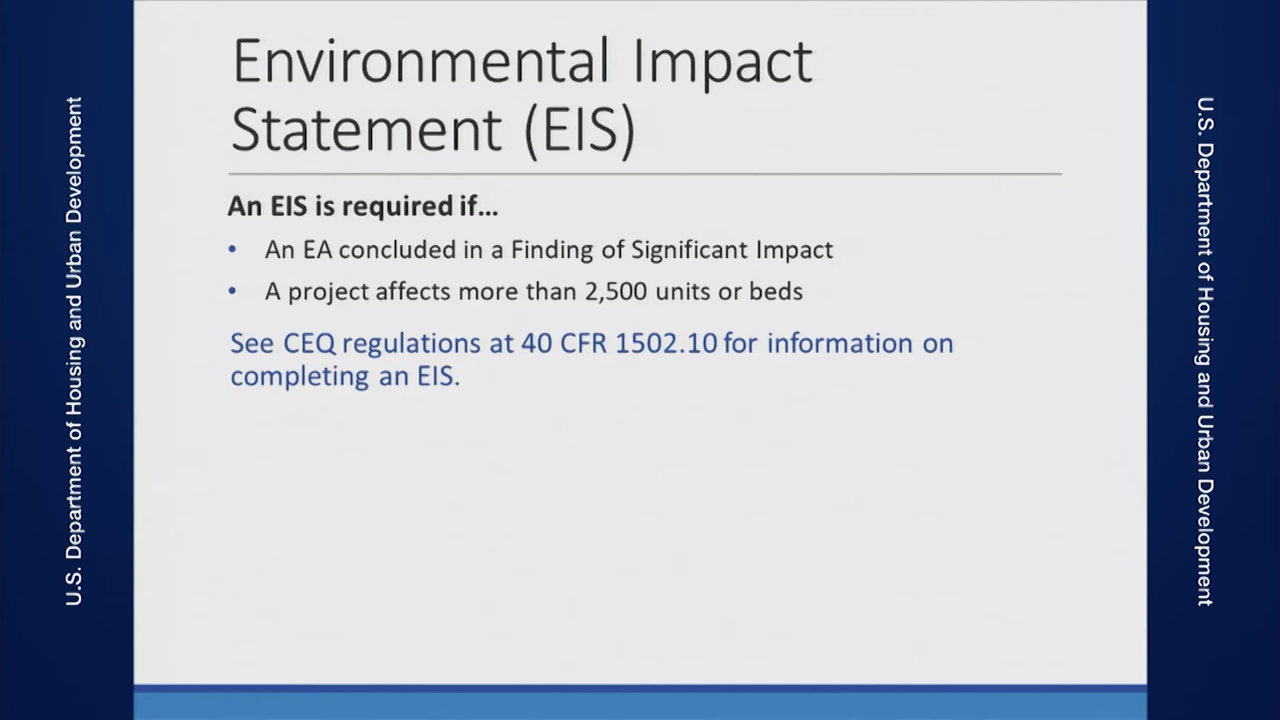 U.S. Department of Housing and Urban Development
Environmental Impact
Statement (EIS)
An EIS is required if...
• An EA concluded in a Finding of Significant Impact
• A project affects more than 2,500 units or beds
See CEQ regulations at 40 CFR 1502.10 for information on
completing an EIS.
U.S. Department of Housing and Urban Development